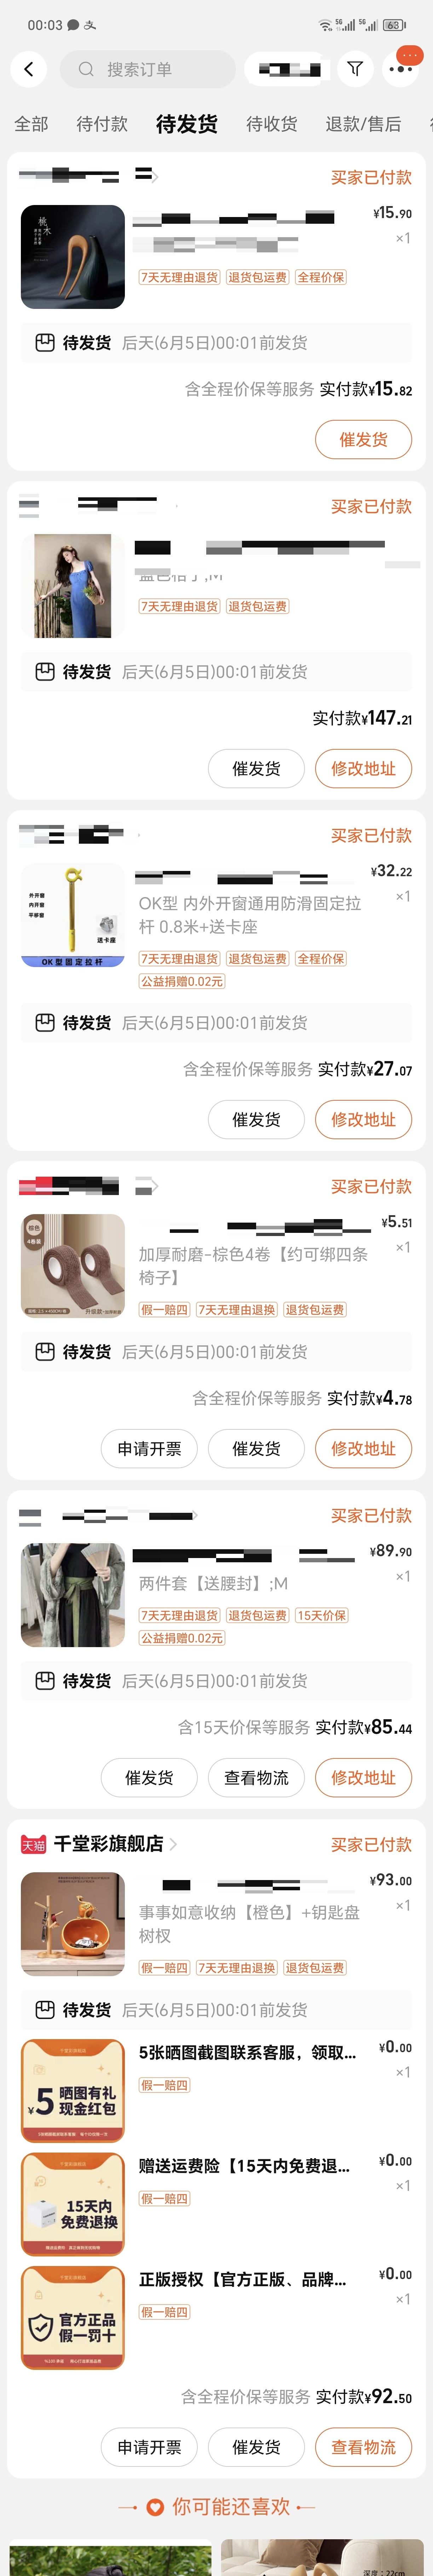 00:03
5G
5G
63
搜索订单
全部
待付款
待发货
待收货
退款/售后
买家已付款
桃木
¥15.90
×1
7天无理由退货 退货包运费 全程价保
待发货 后天(6月5日)00:01前发货
含全程价保等服务 实付款¥15.82
催发货
买家已付款
7天无理由退货 退货包运费
待发货 后天(6月5日)00:01前发货
实付款¥147.21
催发货
修改地址
买家已付款
外开窗
内开窗
平移窗
送卡座
OK型固定拉杆
¥32.22
×1
OK型 内外开窗通用防滑固定拉
杆 0.8米+送卡座
7天无理由退货 退货包运费 全程价保
公益捐赠0.02元
待发货 后天(6月5日)00:01前发货
含全程价保等服务 实付款¥27.07
催发货
修改地址
买家已付款
棕色
4卷装
¥5.51
×1
加厚耐磨-棕色4卷【约可绑四条
椅子】
假一赔四 7天无理由退换 退货包运费
待发货 后天(6月5日)00:01前发货
含全程价保等服务 实付款¥4.78
申请开票
催发货
修改地址
买家已付款
¥89.90
×1
两件套【送腰封】;M
7天无理由退货 退货包运费 15天价保
公益捐赠0.02元
待发货 后天(6月5日)00:01前发货
含15天价保等服务 实付款¥85.44
催发货
查看物流
修改地址
天猫 千堂彩旗舰店
买家已付款
¥93.00
×1
事事如意收纳【橙色】+钥匙盘
树杈
假一赔四 7天无理由退换 退货包运费
待发货 后天(6月5日)00:01前发货
千堂彩旗舰店
¥5 晒图有礼
现金红包
5张晒图截图联系客服，领取...
¥0.00
×1
假一赔四
千堂彩旗舰店
15天内
免费退换
赠送运费险【15天内免费退...
¥0.00
×1
假一赔四
千堂彩旗舰店
官方正品
假一罚十
正版授权【官方正版、品牌...
¥0.00
×1
假一赔四
含全程价保等服务 实付款¥92.50
申请开票
催发货
查看物流
你可能还喜欢
深度：22cm